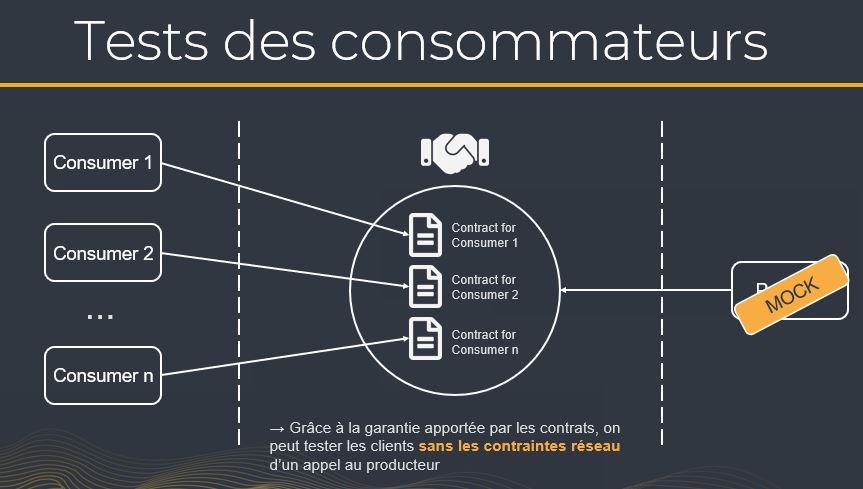 Tests des consommateurs
Consumer 1
Consumer 2
...
Consumer n
Contract for
Consumer 1
Contract for
Consumer 2
Contract for
Consumer n
MOCK
→ Grâce à la garantie apportée par les contrats, on
peut tester les clients sans les contraintes réseau
d'un appel au producteur